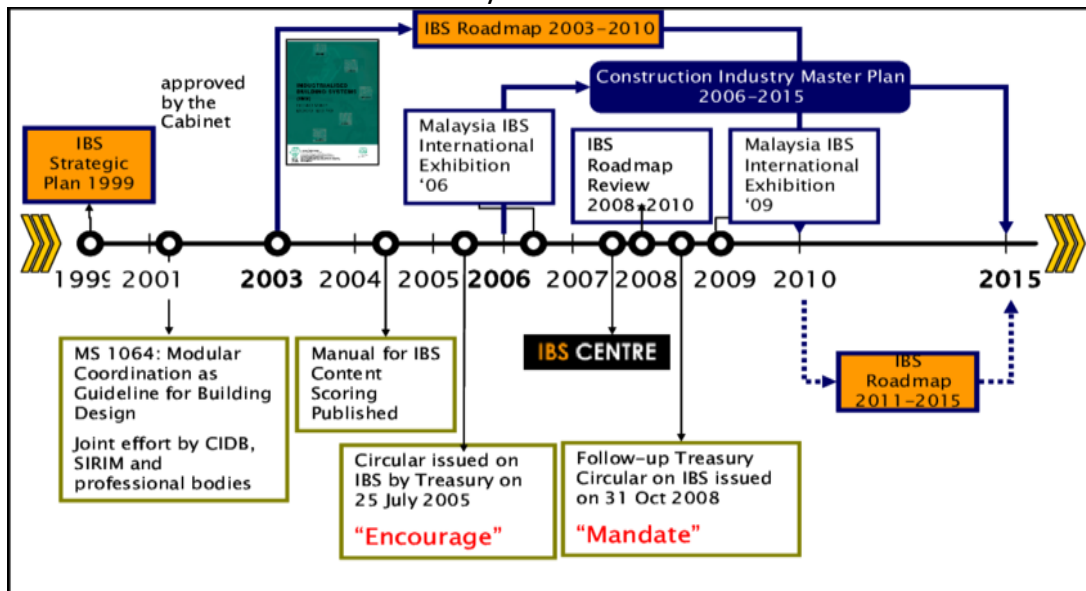 IBS Roadmap 2003-2010
approved
by the
Cabinet
INDUSTRIALISED
BUILDING SYSTEMS
Construction Industry Master Plan
2006-2015
IBS
Strategic
Plan 1999
Malaysia IBS
International
Exhibition
‘06
IBS
Roadmap
Review
2008-2010
Malaysia IBS
International
Exhibition
‘09
1999
2001
2003
2004
2005
2006
2007
2008
2009
2010
2015
MS 1064: Modular
Coordination as
Guideline for Building
Design
Joint effort by CIDB,
SIRIM and
professional bodies
Manual for IBS
Content
Scoring
Published
IBS CENTRE
IBS
Roadmap
2011-2015
Circular issued on
IBS by Treasury on
25 July 2005
“Encourage”
Follow-up Treasury
Circular on IBS issued
on 31 Oct 2008
“Mandate”